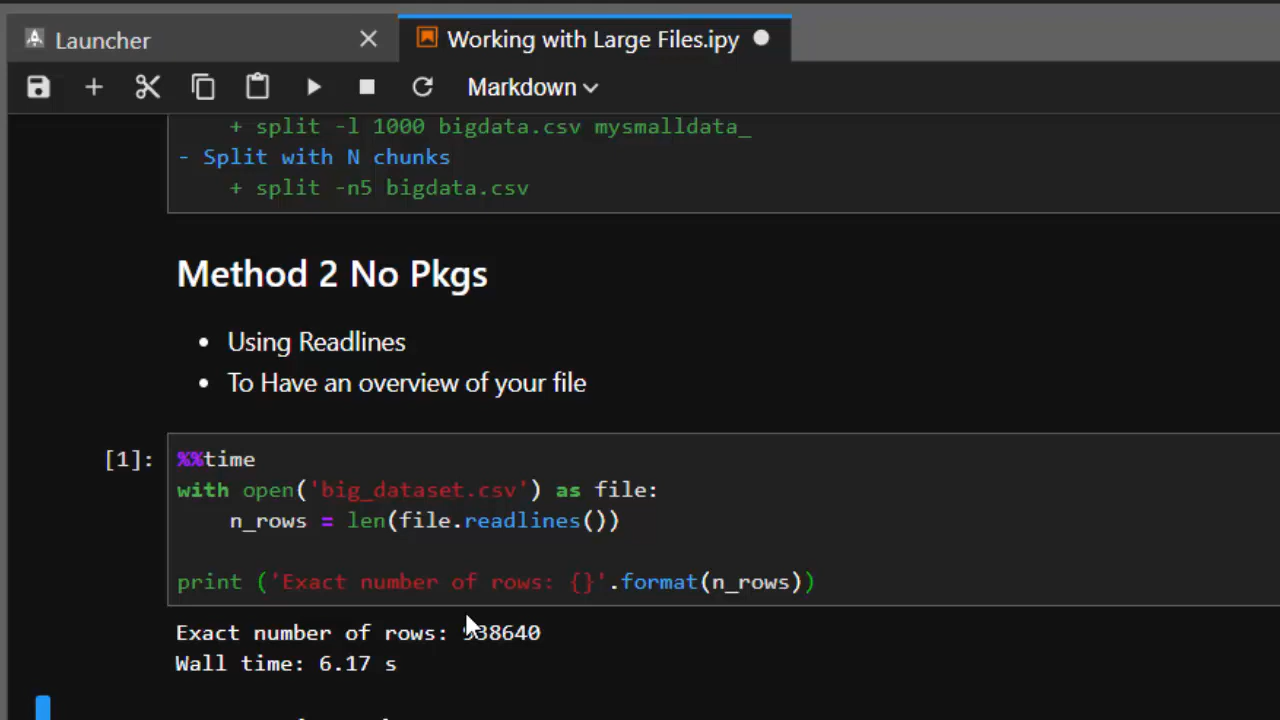 Launcher
Working with Large Files.ipy
Markdown
+ split -l 1000 bigdata.csv mysmalldata_
- Split with N chunks
+ split -n5 bigdata.csv
Method 2 No Pkgs
• Using Readlines
• To Have an overview of your file
[1]:
%%time
with open('big_dataset.csv') as file:
n_rows = len(file.readlines())
print ('Exact number of rows: {}'.format(n_rows))
Exact number of rows:
Wall time: 6.17 s